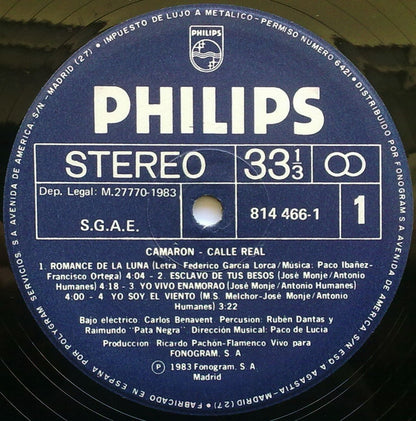 IMPUESTO DE LUJO A METALICO - PERMISO NUMERO 6421 • DISTRIBUIDO POR FONOGRAM S A AVENIDA DE AMERICA, S/N ESQ A AGASTIA - MADRID (27) • FABRICADO EN ESPAÑA POR POLYGRAM SERVICIOS, S A AVENIDA DE AMERICA, S/N - MADRID (27) •
PHILIPS
PHILIPS
STEREO 33 1/3
Dep. Legal: M.27770-1983
S.G.A.E. 814 466-1 1
CAMARON - CALLE REAL
1. ROMANCE DE LA LUNA (Letra: Federico García Lorca/Música: Paco Ibañez-
Francisco Ortega) 4:04 - 2. ESCLAVO DE TUS BESOS (José Monje/Antonio
Humanes) 4:18 - 3. YO VIVO ENAMORAO (José Monje/Antonio Humanes)
4:00 - 4 YO SOY EL VIENTO (M.S. Melchor-José Monje/Antonio
Humanes) 3:22
Bajo electrico Carlos Benavent Percusion: Rubén Dantas y
Raimundo "Pata Negra". Dirección Musical: Paco de Lucia
Produccion Ricardo Pachón-Flamenco Vivo para
FONOGRAM. S A
Ⓟ 1983 Fonogram. S A
Madrid